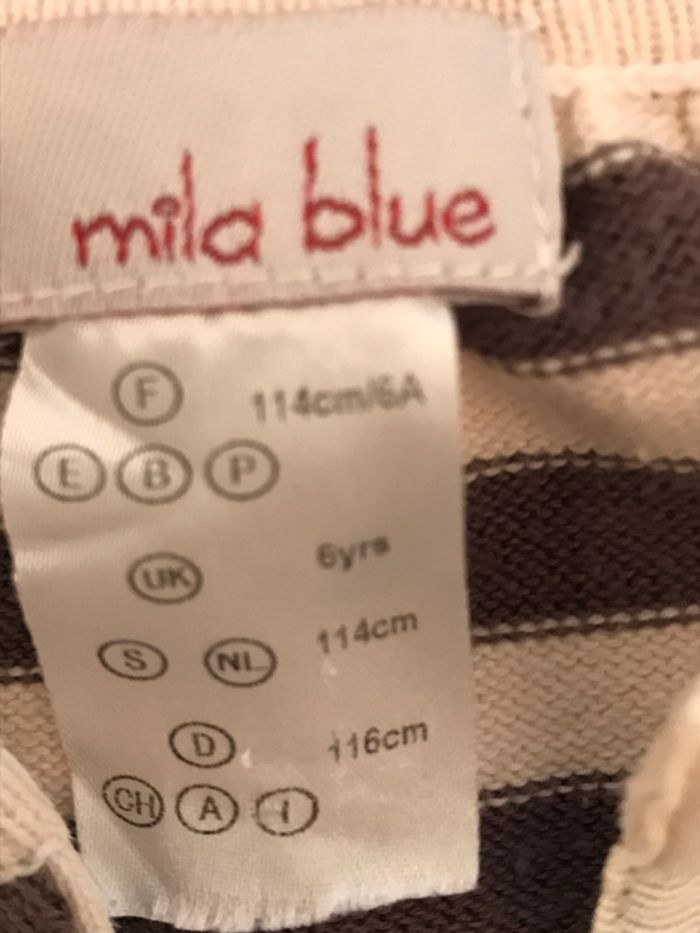 mila blue
F 114cm/6A
E B P
UK 6yrs
S NL 114cm
D 116cm
CH A I